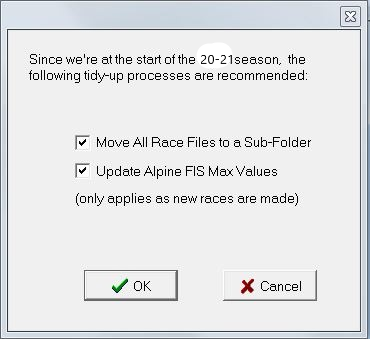 Since we're at the start of the 20-21season, the
following tidy-up processes are recommended:
Move All Race Files to a Sub-Folder
Update Alpine FIS Max Values
(only applies as new races are made)
OK
Cancel